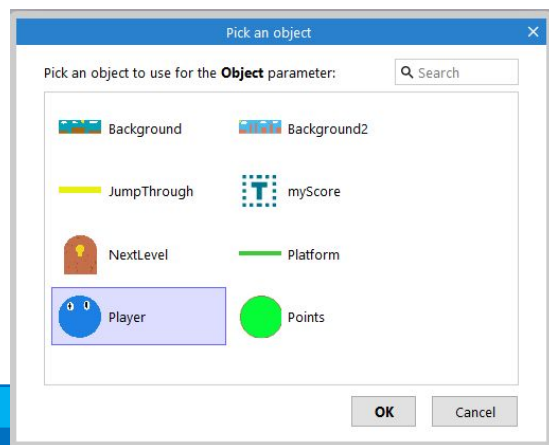 Pick an object
Pick an object to use for the Object parameter:
Search
Background
Background2
JumpThrough
myScore
NextLevel
Platform
Player
Points
OK
Cancel